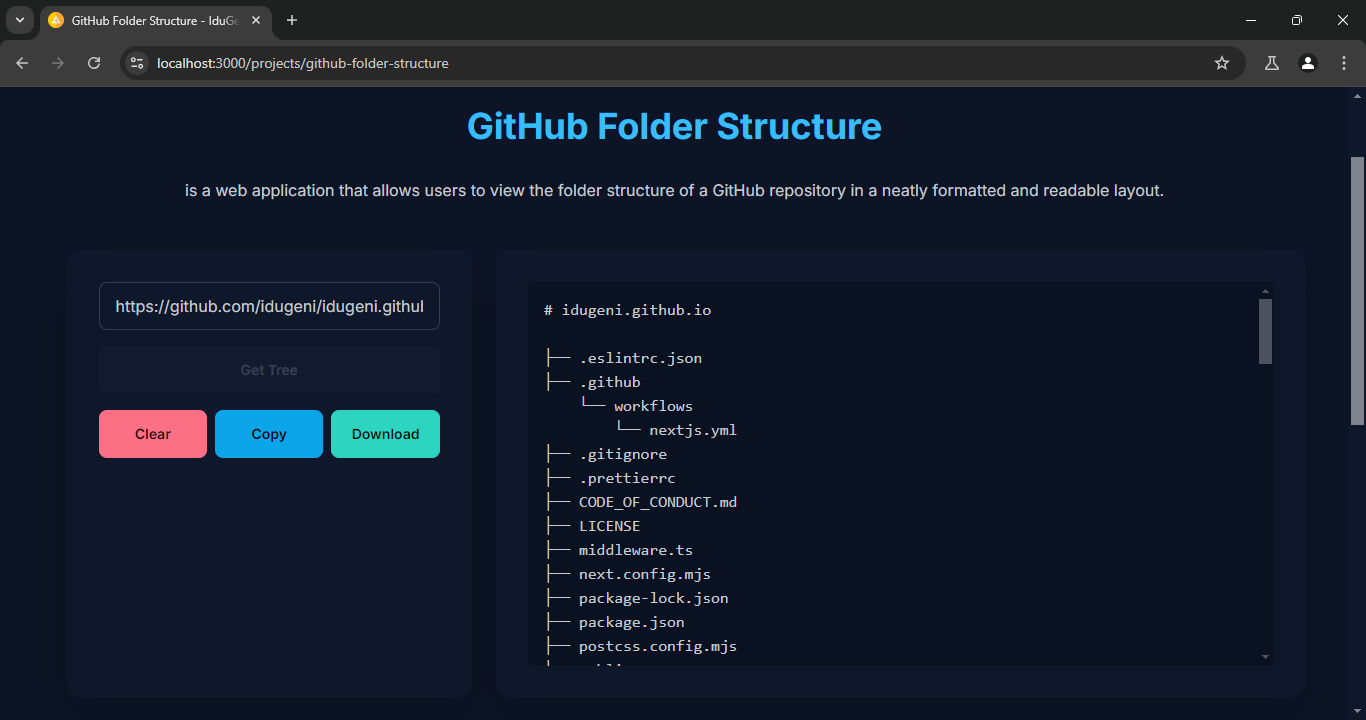 GitHub Folder Structure - IduGe
localhost:3000/projects/github-folder-structure
GitHub Folder Structure
is a web application that allows users to view the folder structure of a GitHub repository in a neatly formatted and readable layout.
https://github.com/idugeni/idugeni.githul
Get Tree
Clear Copy Download
# idugeni.github.io
├── .eslintrc.json
├── .github
└── workflows
└── nextjs.yml
├── .gitignore
├── .prettierrc
├── CODE_OF_CONDUCT.md
├── LICENSE
├── middleware.ts
├── next.config.mjs
├── package-lock.json
├── package.json
├── postcss.config.mjs